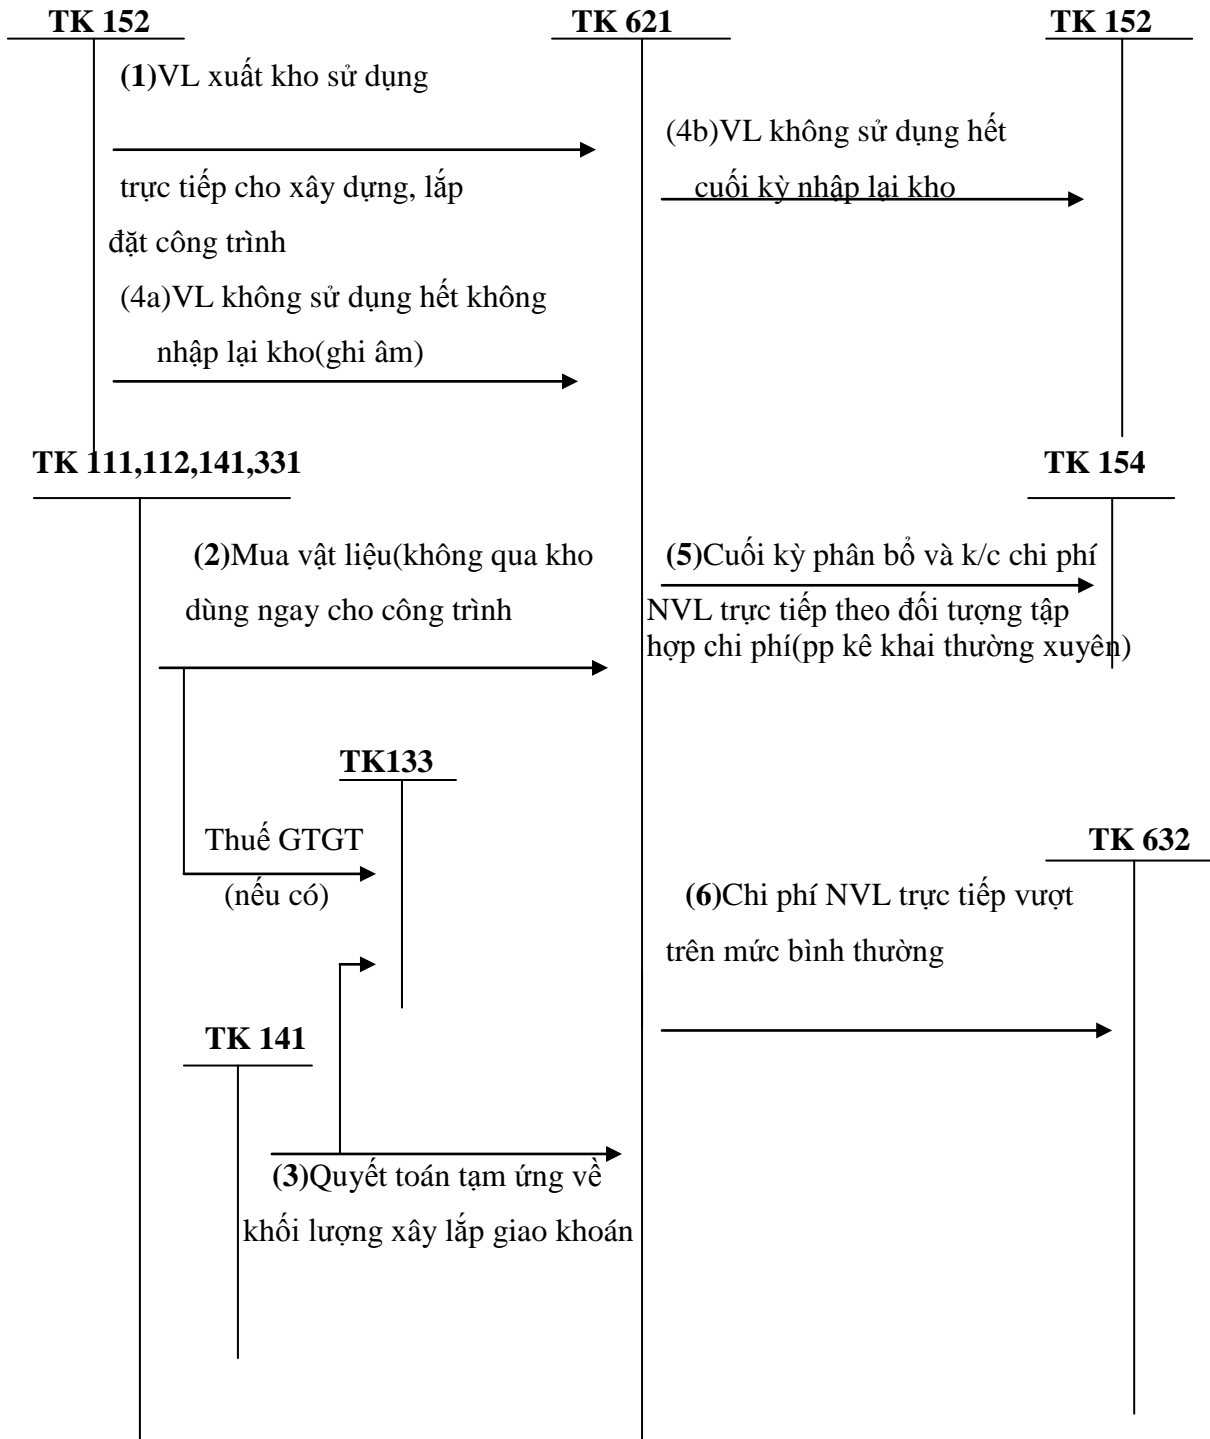 TK 152
TK 621
TK 152
(1)VL xuất kho sử dụng
trực tiếp cho xây dựng, lắp
đặt công trình
(4b)VL không sử dụng hết
cuối kỳ nhập lại kho
(4a)VL không sử dụng hết không
nhập lại kho(ghi âm)
TK 111,112,141,331
TK 154
(2)Mua vật liệu(không qua kho
dùng ngay cho công trình
(5)Cuối kỳ phân bổ và k/c chi phí
NVL trực tiếp theo đối tượng tập
hợp chi phí(pp kê khai thường xuyên)
TK133
Thuế GTGT
(nếu có)
TK 632
(6)Chi phí NVL trực tiếp vượt
trên mức bình thường
TK 141
(3)Quyết toán tạm ứng về
khối lượng xây lắp giao khoán